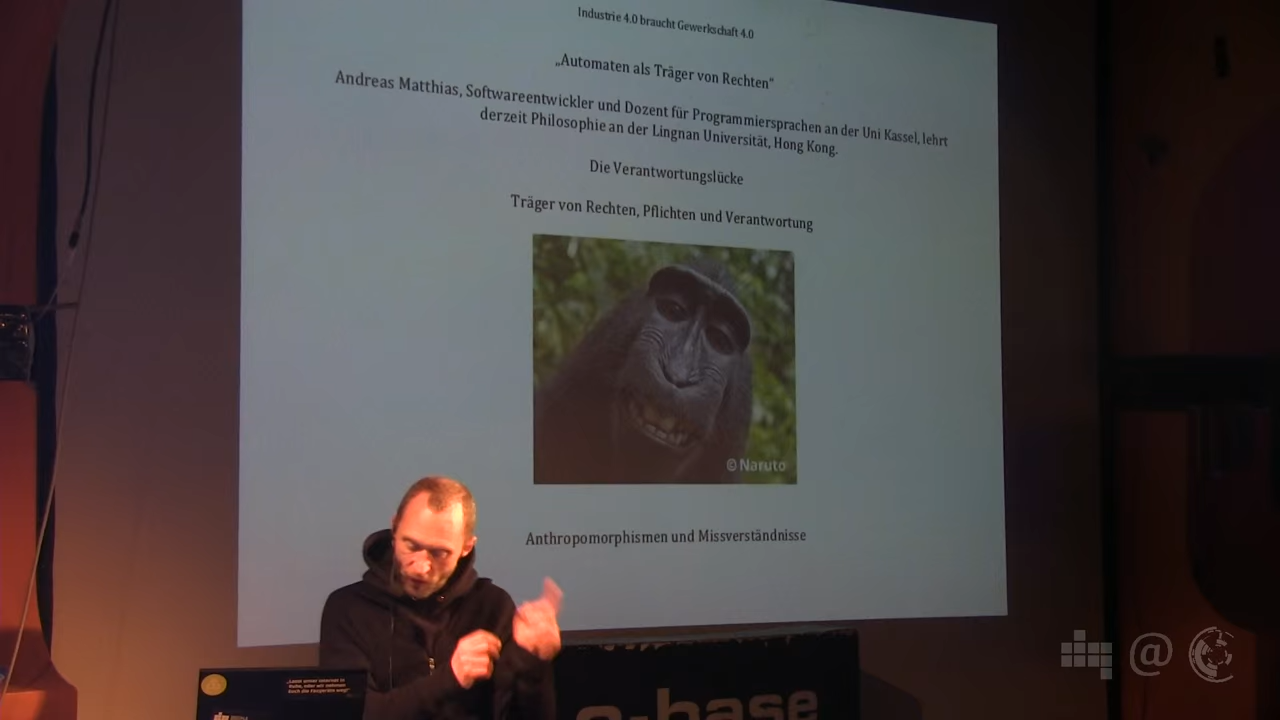 Industrie 4.0 braucht Gewerkschaft 4.0
„Automaten als Träger von Rechten“
Andreas Matthias, Softwareentwickler und Dozent für Programmiersprachen an der Uni Kassel, lehrt
derzeit Philosophie an der Lingnan Universität, Hong Kong.
Die Verantwortungslücke
Träger von Rechten, Pflichten und Verantwortung
© Naruto
Anthropomorphismen und Missverständnisse
@
c-base